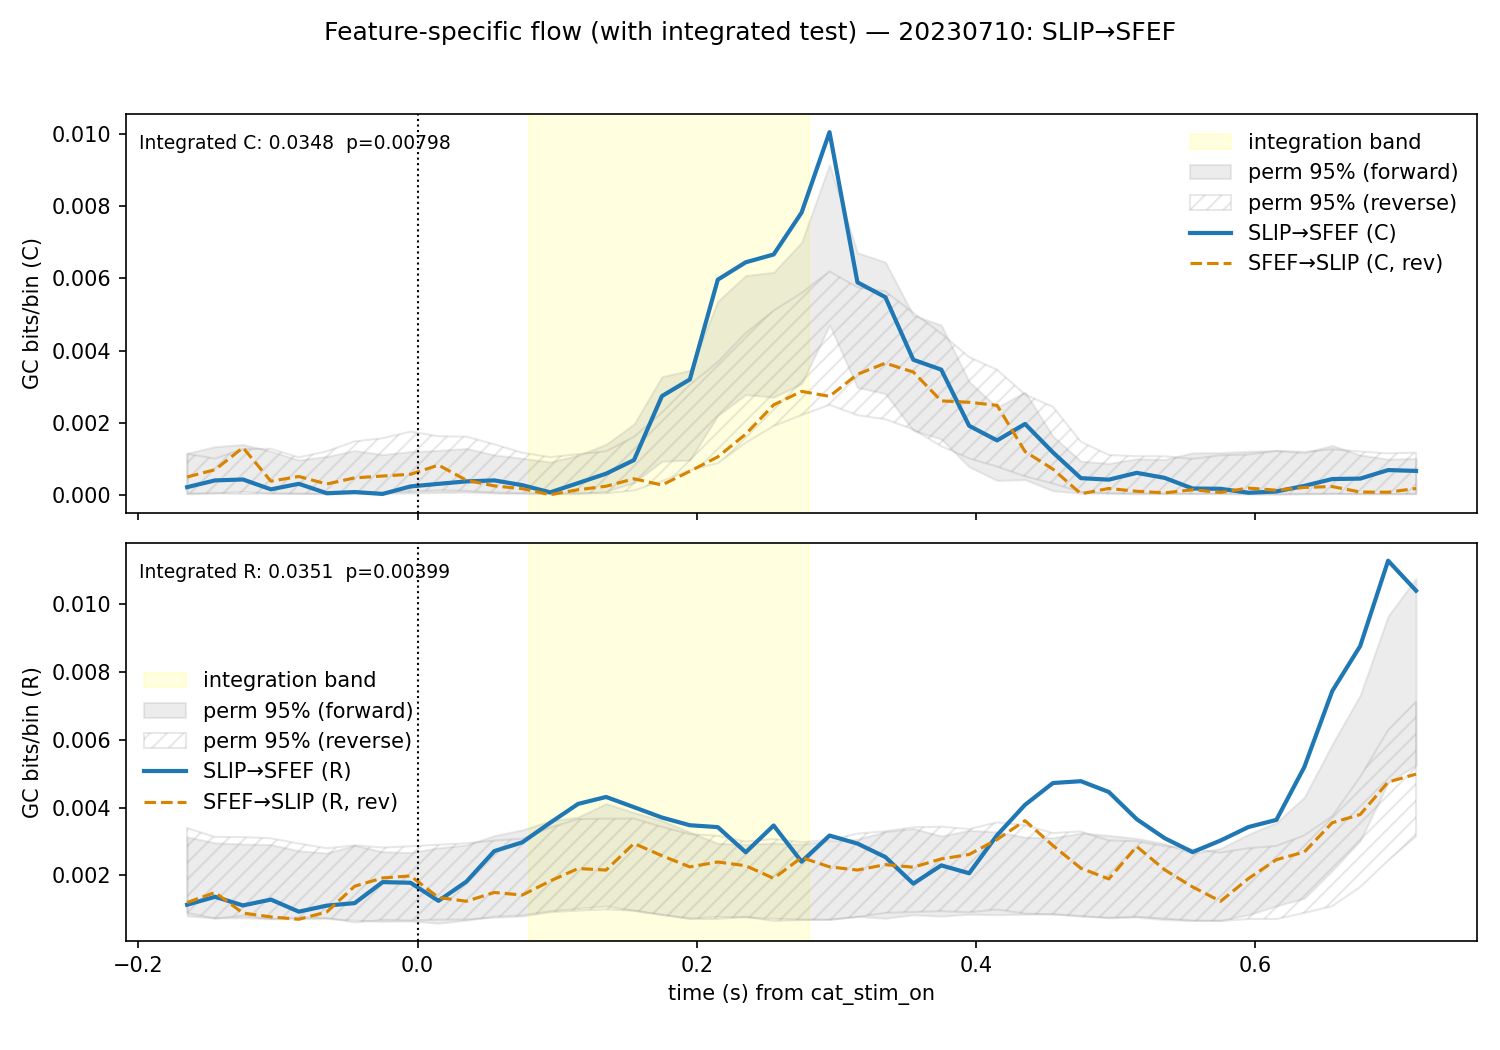 Feature-specific flow (with integrated test) — 20230710: SLIP→SFEF
Integrated C: 0.0348  p=0.00798
integration band
perm 95% (forward)
perm 95% (reverse)
SLIP→SFEF (C)
SFEF→SLIP (C, rev)
GC bits/bin (C)
0.010
0.008
0.006
0.004
0.002
0.000
Integrated R: 0.0351  p=0.00399
integration band
perm 95% (forward)
perm 95% (reverse)
SLIP→SFEF (R)
SFEF→SLIP (R, rev)
GC bits/bin (R)
0.010
0.008
0.006
0.004
0.002
−0.2 0.0 0.2 0.4 0.6
time (s) from cat_stim_on